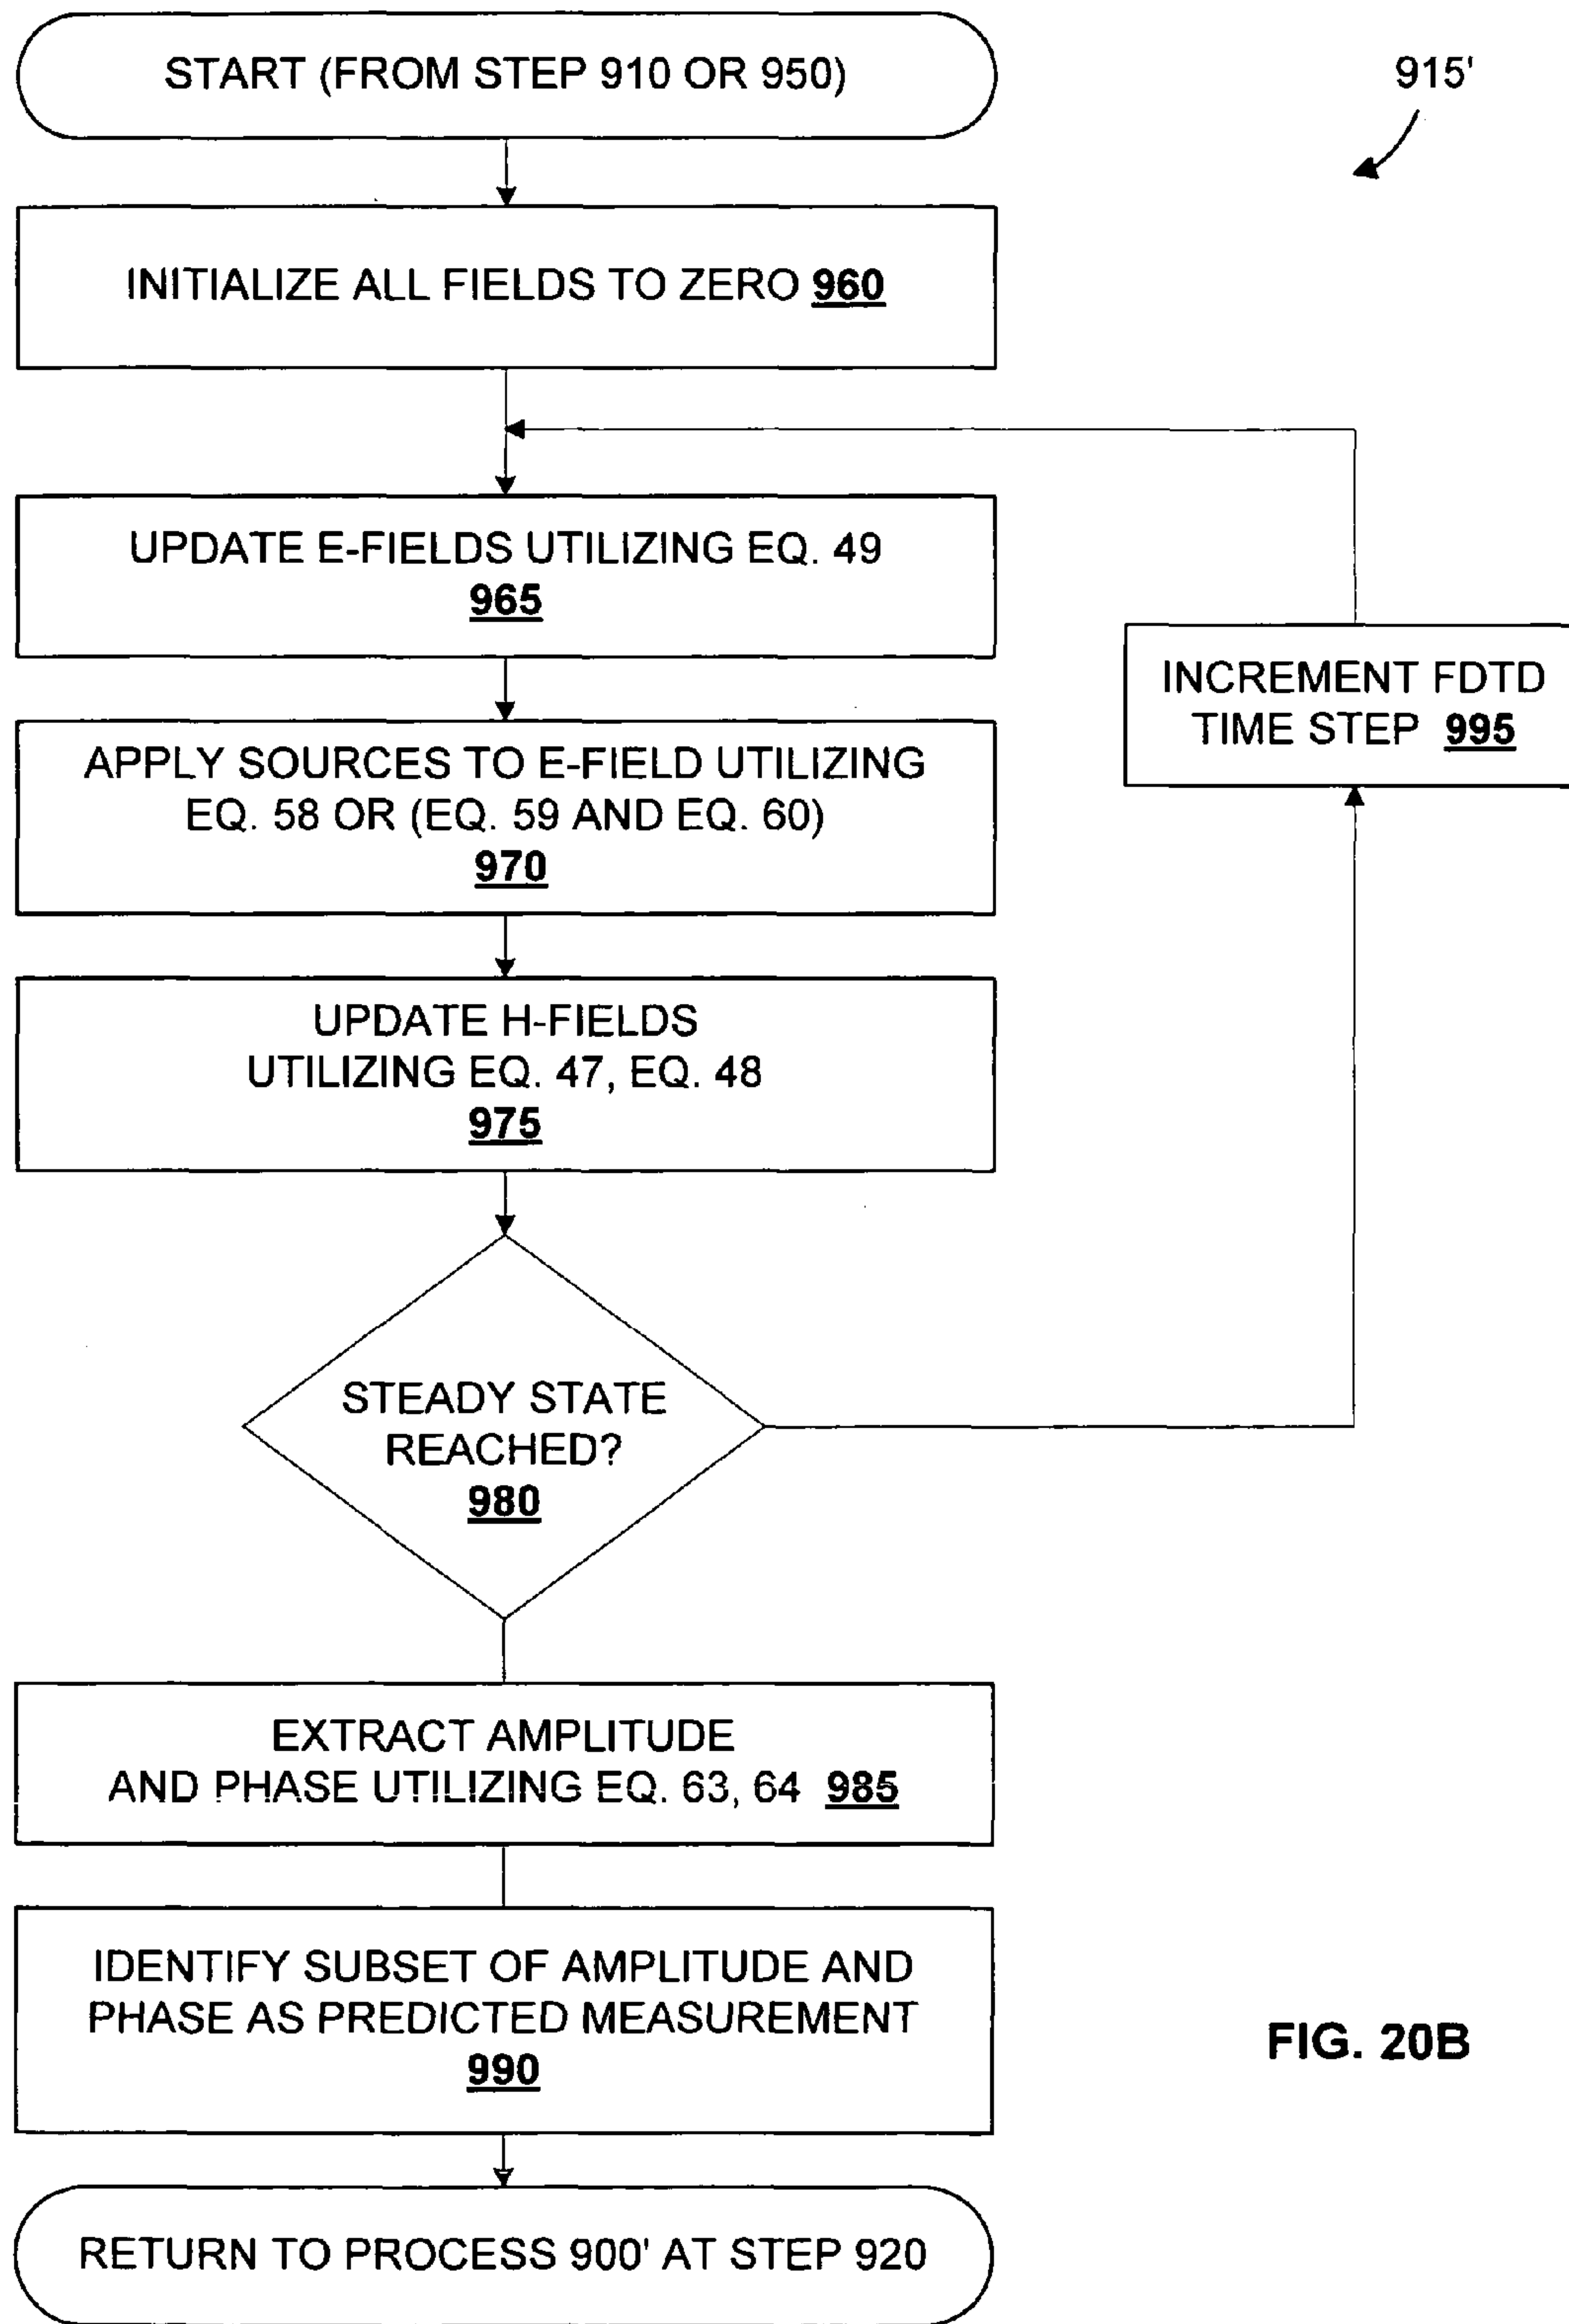 START (FROM STEP 910 OR 950)
915'
INITIALIZE ALL FIELDS TO ZERO 960
UPDATE E-FIELDS UTILIZING EQ. 49
965
INCREMENT FDTD
TIME STEP 995
APPLY SOURCES TO E-FIELD UTILIZING
EQ. 58 OR (EQ. 59 AND EQ. 60)
970
UPDATE H-FIELDS
UTILIZING EQ. 47, EQ. 48
975
STEADY STATE
REACHED?
980
EXTRACT AMPLITUDE
AND PHASE UTILIZING EQ. 63, 64 985
IDENTIFY SUBSET OF AMPLITUDE AND
PHASE AS PREDICTED MEASUREMENT
990
FIG. 20B
RETURN TO PROCESS 900' AT STEP 920